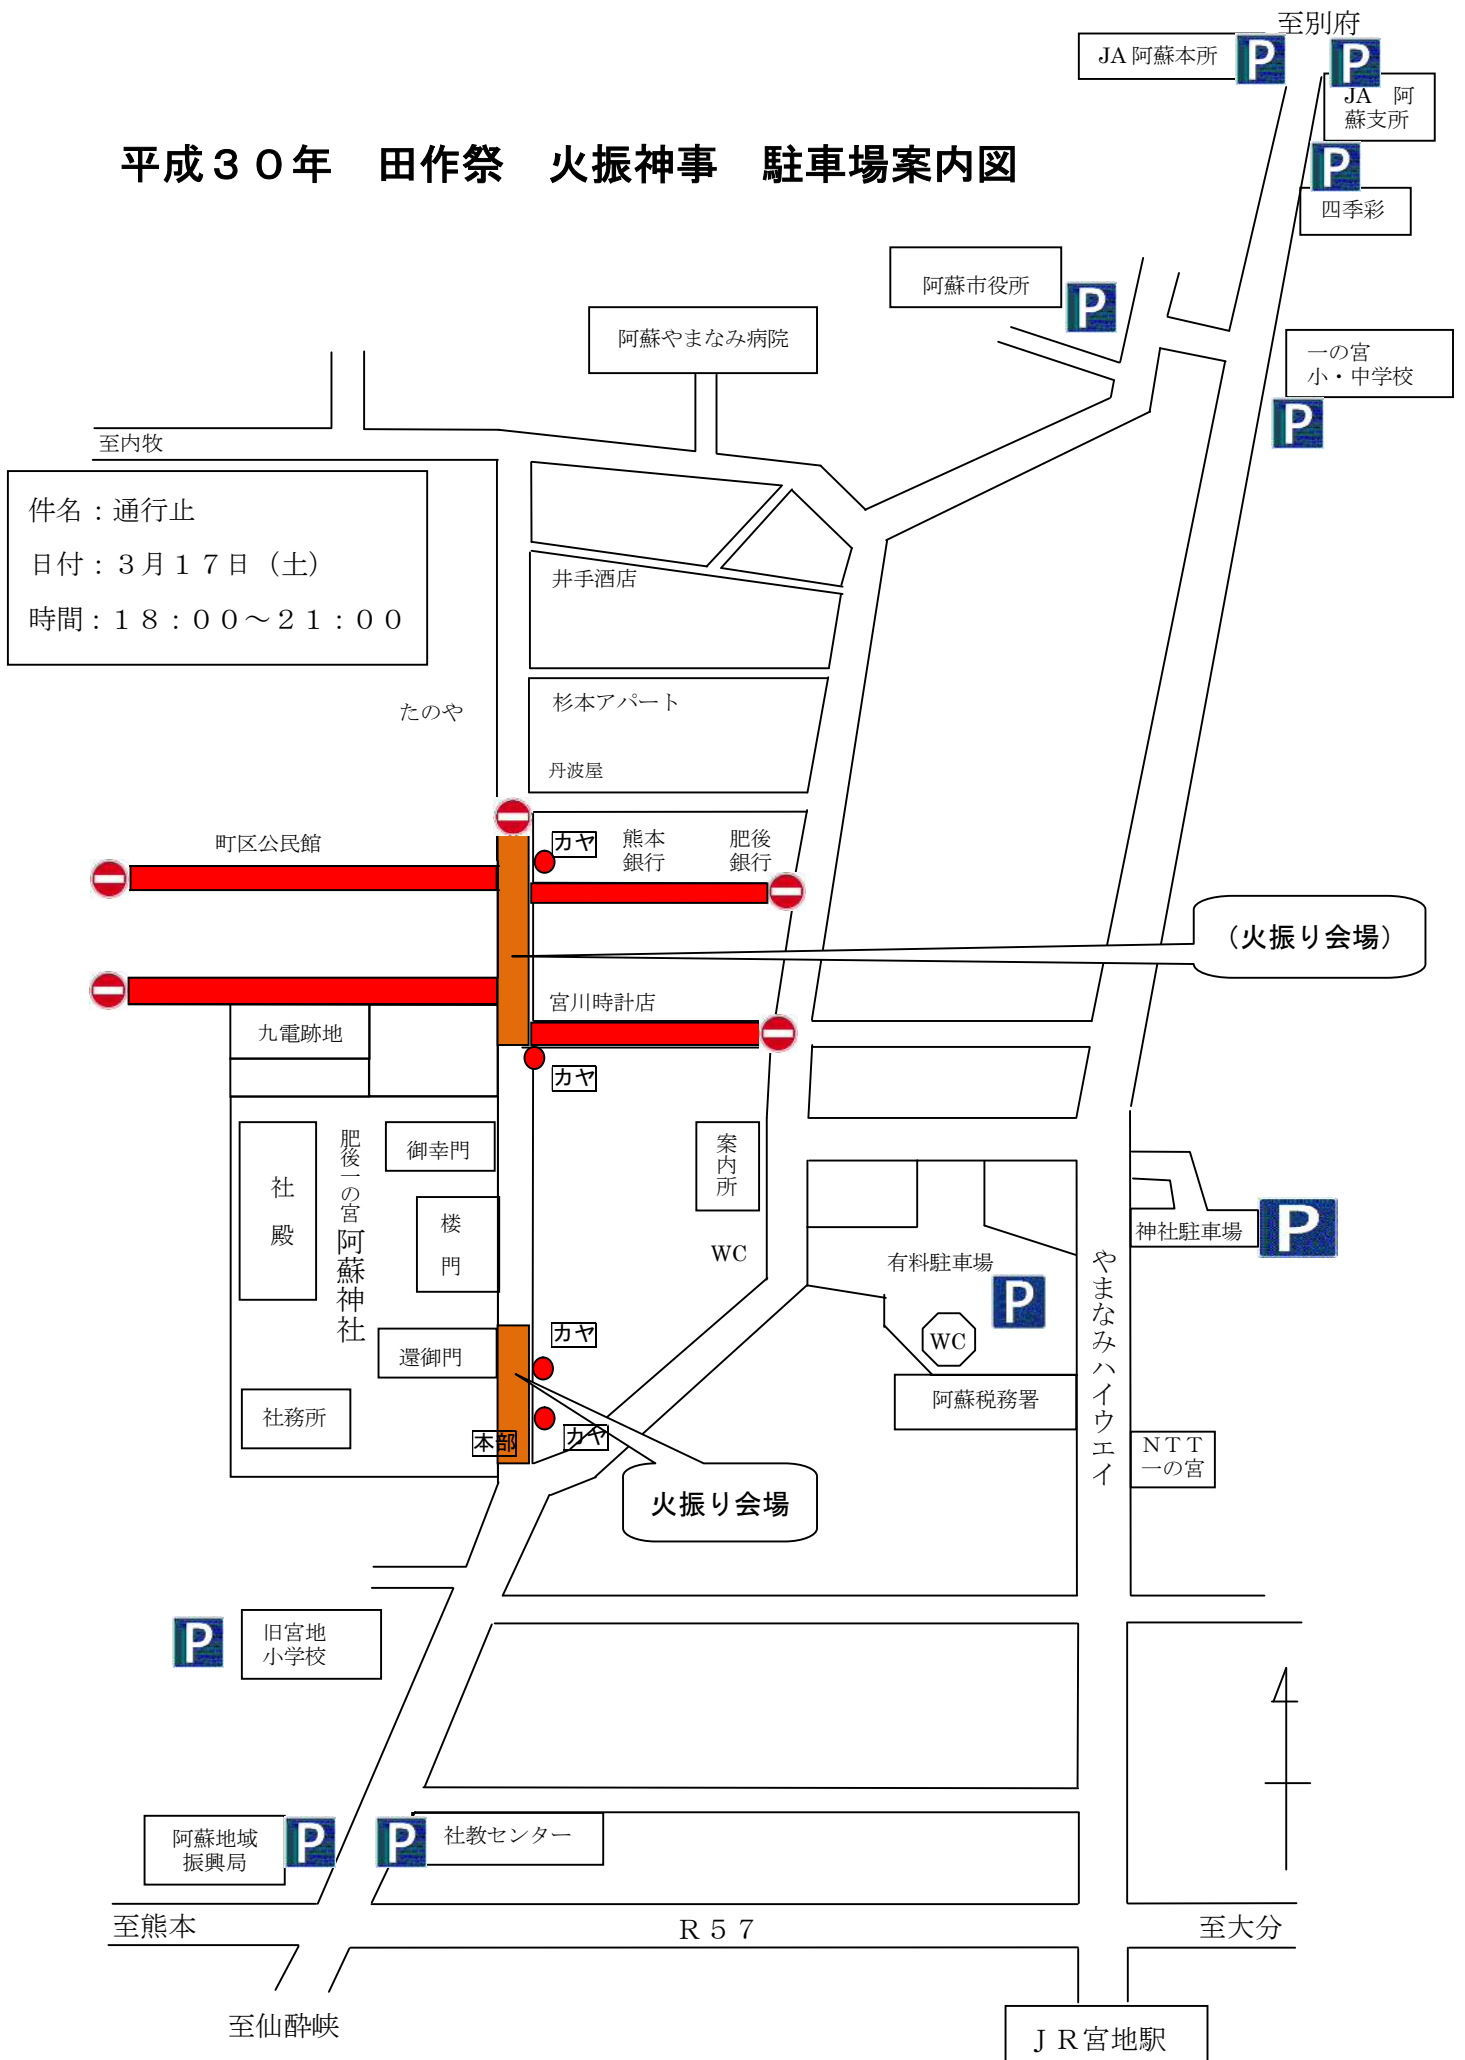 至別府
JA 阿蘇本所
P
P
JA　阿
蘇支所
平成３０年　田作祭　火振神事　駐車場案内図
P
四季彩
阿蘇市役所
P
阿蘇やまなみ病院
一の宮
小・中学校
P
至内牧
件名：通行止
日付：３月１７日（土）
時間：１８：００～２１：００
井手酒店
杉本アパート
たのや
丹波屋
町区公民館
カヤ
熊本
銀行
肥後
銀行
（火振り会場）
宮川時計店
九電跡地
カヤ
案内所
御幸門
社殿
肥後一の宮
阿蘇神社
楼門
WC
神社駐車場
P
有料駐車場
P
やまなみハイウエイ
カヤ
WC
還御門
阿蘇税務署
社務所
カヤ
本部
ＮＴＴ
一の宮
火振り会場
P
旧宮地
小学校
阿蘇地域
振興局
P
P
社教センター
至熊本
Ｒ５７
至大分
至仙酔峡
ＪＲ宮地駅